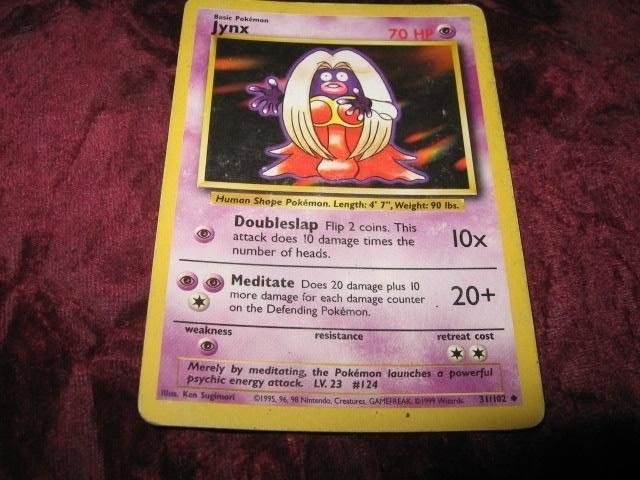 Basic Pokémon
Jynx
70 HP
Human Shape Pokémon. Length: 4' 7", Weight: 90 lbs.
Doubleslap Flip 2 coins. This
attack does 10 damage times the
number of heads.
10x
Meditate Does 20 damage plus 10
more damage for each damage counter
on the Defending Pokémon.
20+
weakness
resistance
retreat cost
Merely by meditating, the Pokémon launches a powerful
psychic energy attack. LV. 23 #124
Illus. Ken Sugimori
©1995, 96, 98 Nintendo, Creatures, GAMEFREAK. ©1999 Wizards.
31/102